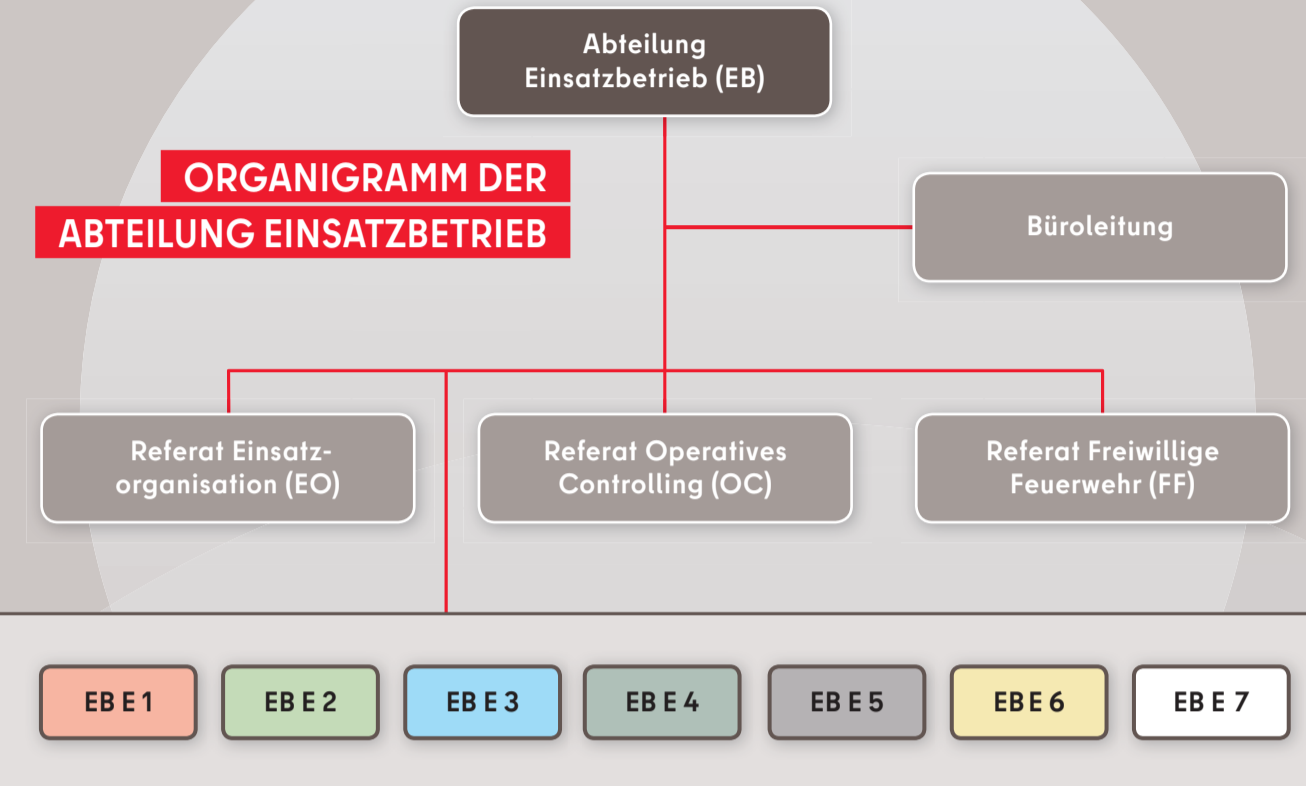 Abteilung
Einsatzbetrieb (EB)
ORGANIGRAMM DER
ABTEILUNG EINSATZBETRIEB
Büroleitung
Referat Einsatz-
organisation (EO)
Referat Operatives
Controlling (OC)
Referat Freiwillige
Feuerwehr (FF)
EB E 1
EB E 2
EB E 3
EB E 4
EB E 5
EB E 6
EB E 7